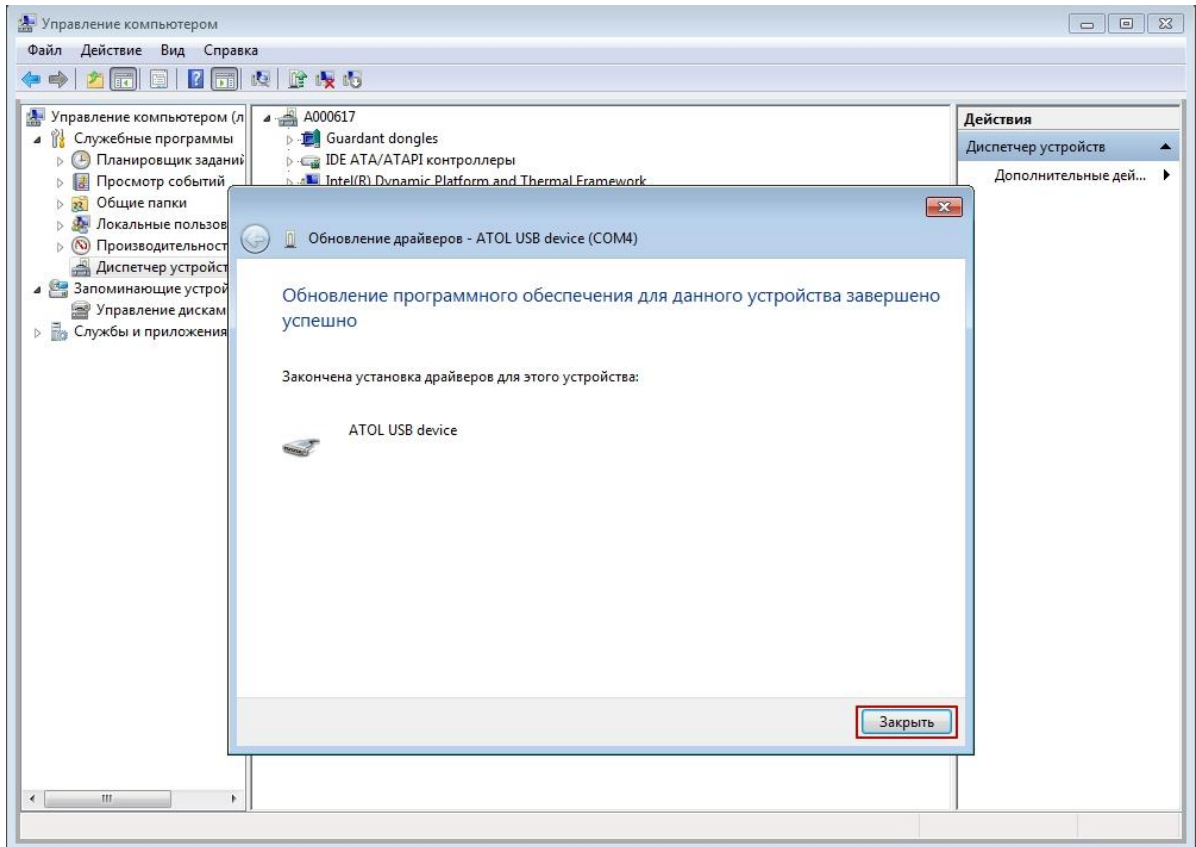 Управление компьютером
Файл Действие Вид Справка
Управление компьютером (л
Служебные программы
Планировщик заданий
Просмотр событий
Общие папки
Локальные пользов
Производительност
Диспетчер устройст
Запоминающие устрой
Управление дискам
Службы и приложения
A000617
Guardant dongles
IDE ATA/ATAPI контроллеры
Intel(R) Dynamic Platform and Thermal Framework
Действия
Диспетчер устройств
Дополнительные дей...
Обновление драйверов - ATOL USB device (COM4)
Обновление программного обеспечения для данного устройства завершено
успешно
Закончена установка драйверов для этого устройства:
ATOL USB device
Закрыть